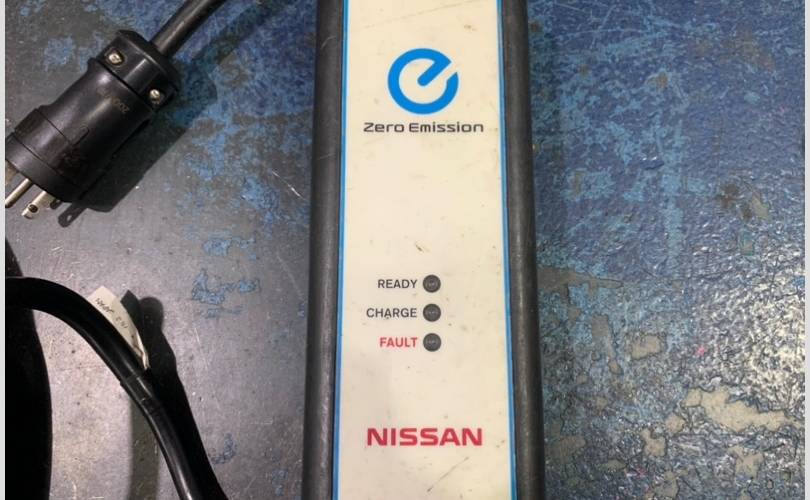 Zero Emission
READY
CHARGE
FAULT
NISSAN